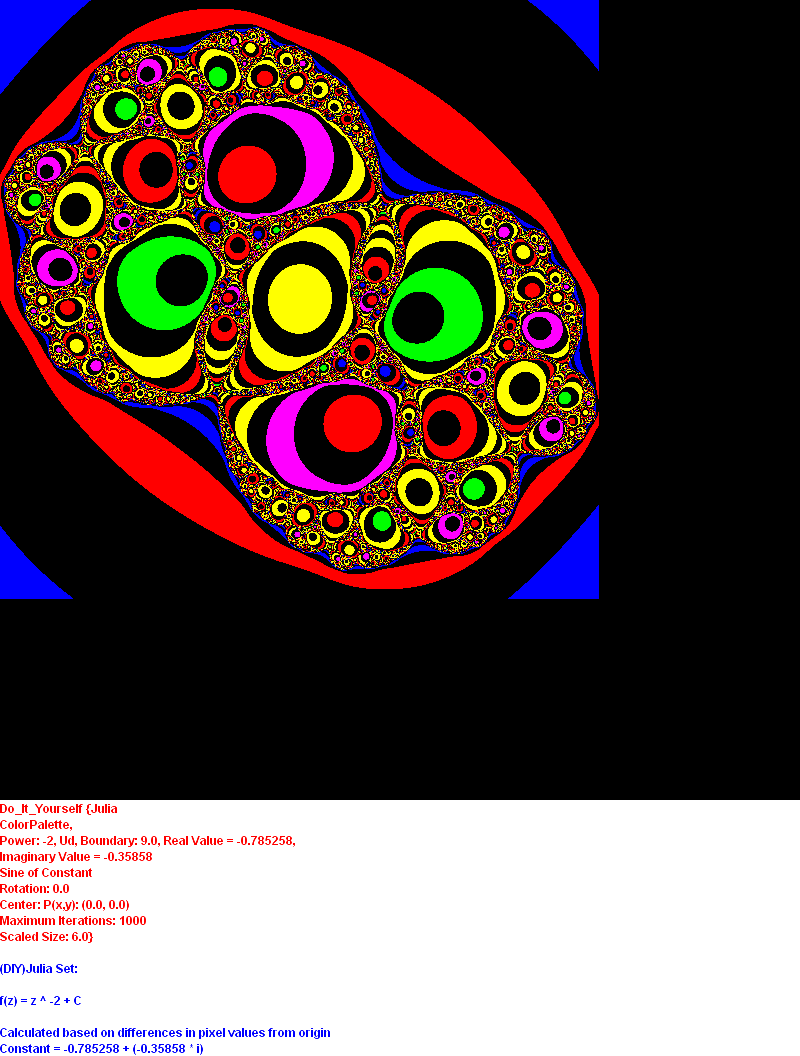 Do_It_Yourself {Julia
ColorPalette,
Power: -2, Ud, Boundary: 9.0, Real Value = -0.785258,
Imaginary Value = -0.35858
Sine of Constant
Rotation: 0.0
Center: P(x,y): (0.0, 0.0)
Maximum Iterations: 1000
Scaled Size: 6.0}
(DIY)Julia Set:
f(z) = z ^ -2 + C
Calculated based on differences in pixel values from origin
Constant = -0.785258 + (-0.35858 * i)